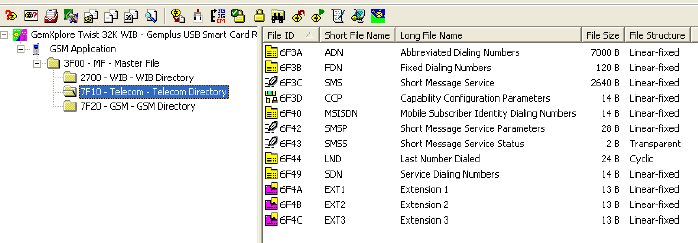 GemXplore Twist 32K WIB - Gemplus USB Smart Card R
GSM Application
3F00 - MF - Master File
2700 - WIB - WIB Directory
7F10 - Telecom - Telecom Directory
7F20 - GSM - GSM Directory
File ID Short File Name Long File Name File Size File Structure
6F3A ADN Abbreviated Dialing Numbers 7000 B Linear-fixed
6F3B FDN Fixed Dialing Numbers 120 B Linear-fixed
6F3C SMS Short Message Service 2640 B Linear-fixed
6F3D CCP Capability Configuration Parameters 14 B Linear-fixed
6F40 MSISDN Mobile Subscriber Identity Dialing Numbers 14 B Linear-fixed
6F42 SMSP Short Message Service Parameters 28 B Linear-fixed
6F43 SMSS Short Message Service Status 2 B Transparent
6F44 LND Last Number Dialed 24 B Cyclic
6F49 SDN Service Dialing Numbers 14 B Linear-fixed
6F4A EXT1 Extension 1 13 B Linear-fixed
6F4B EXT2 Extension 2 13 B Linear-fixed
6F4C EXT3 Extension 3 13 B Linear-fixed